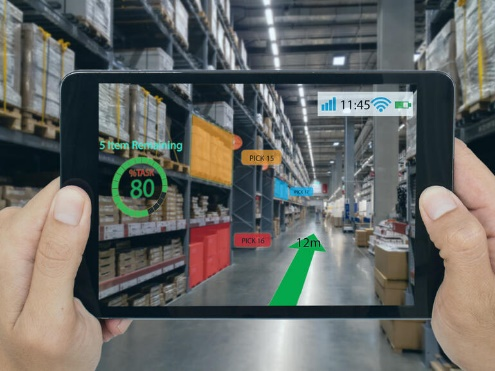 11:45
5 Item Remaining
%TASK
80
PICK 15
PICK 16
12m